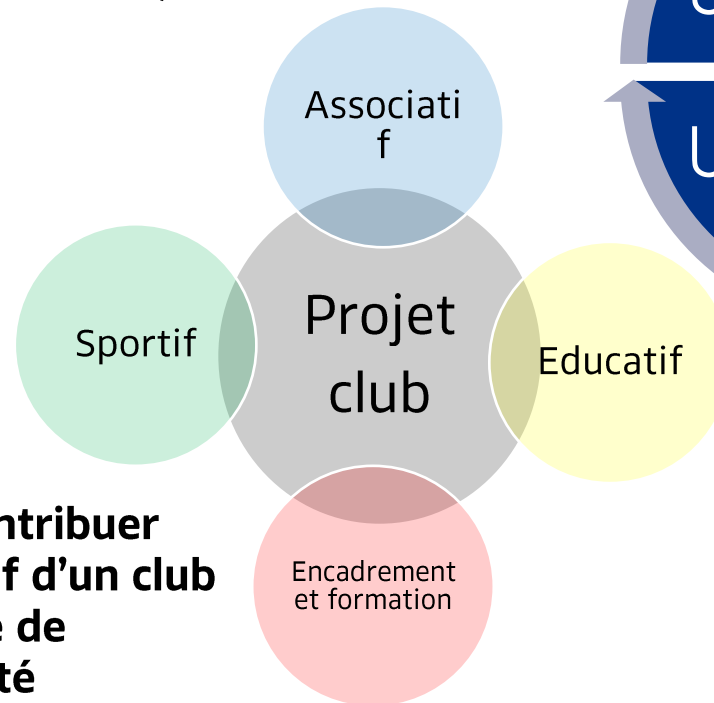 Associati
f
Projet
club
Sportif
Educatif
Encadrement
et formation
ntribuer
f d'un club
de
té